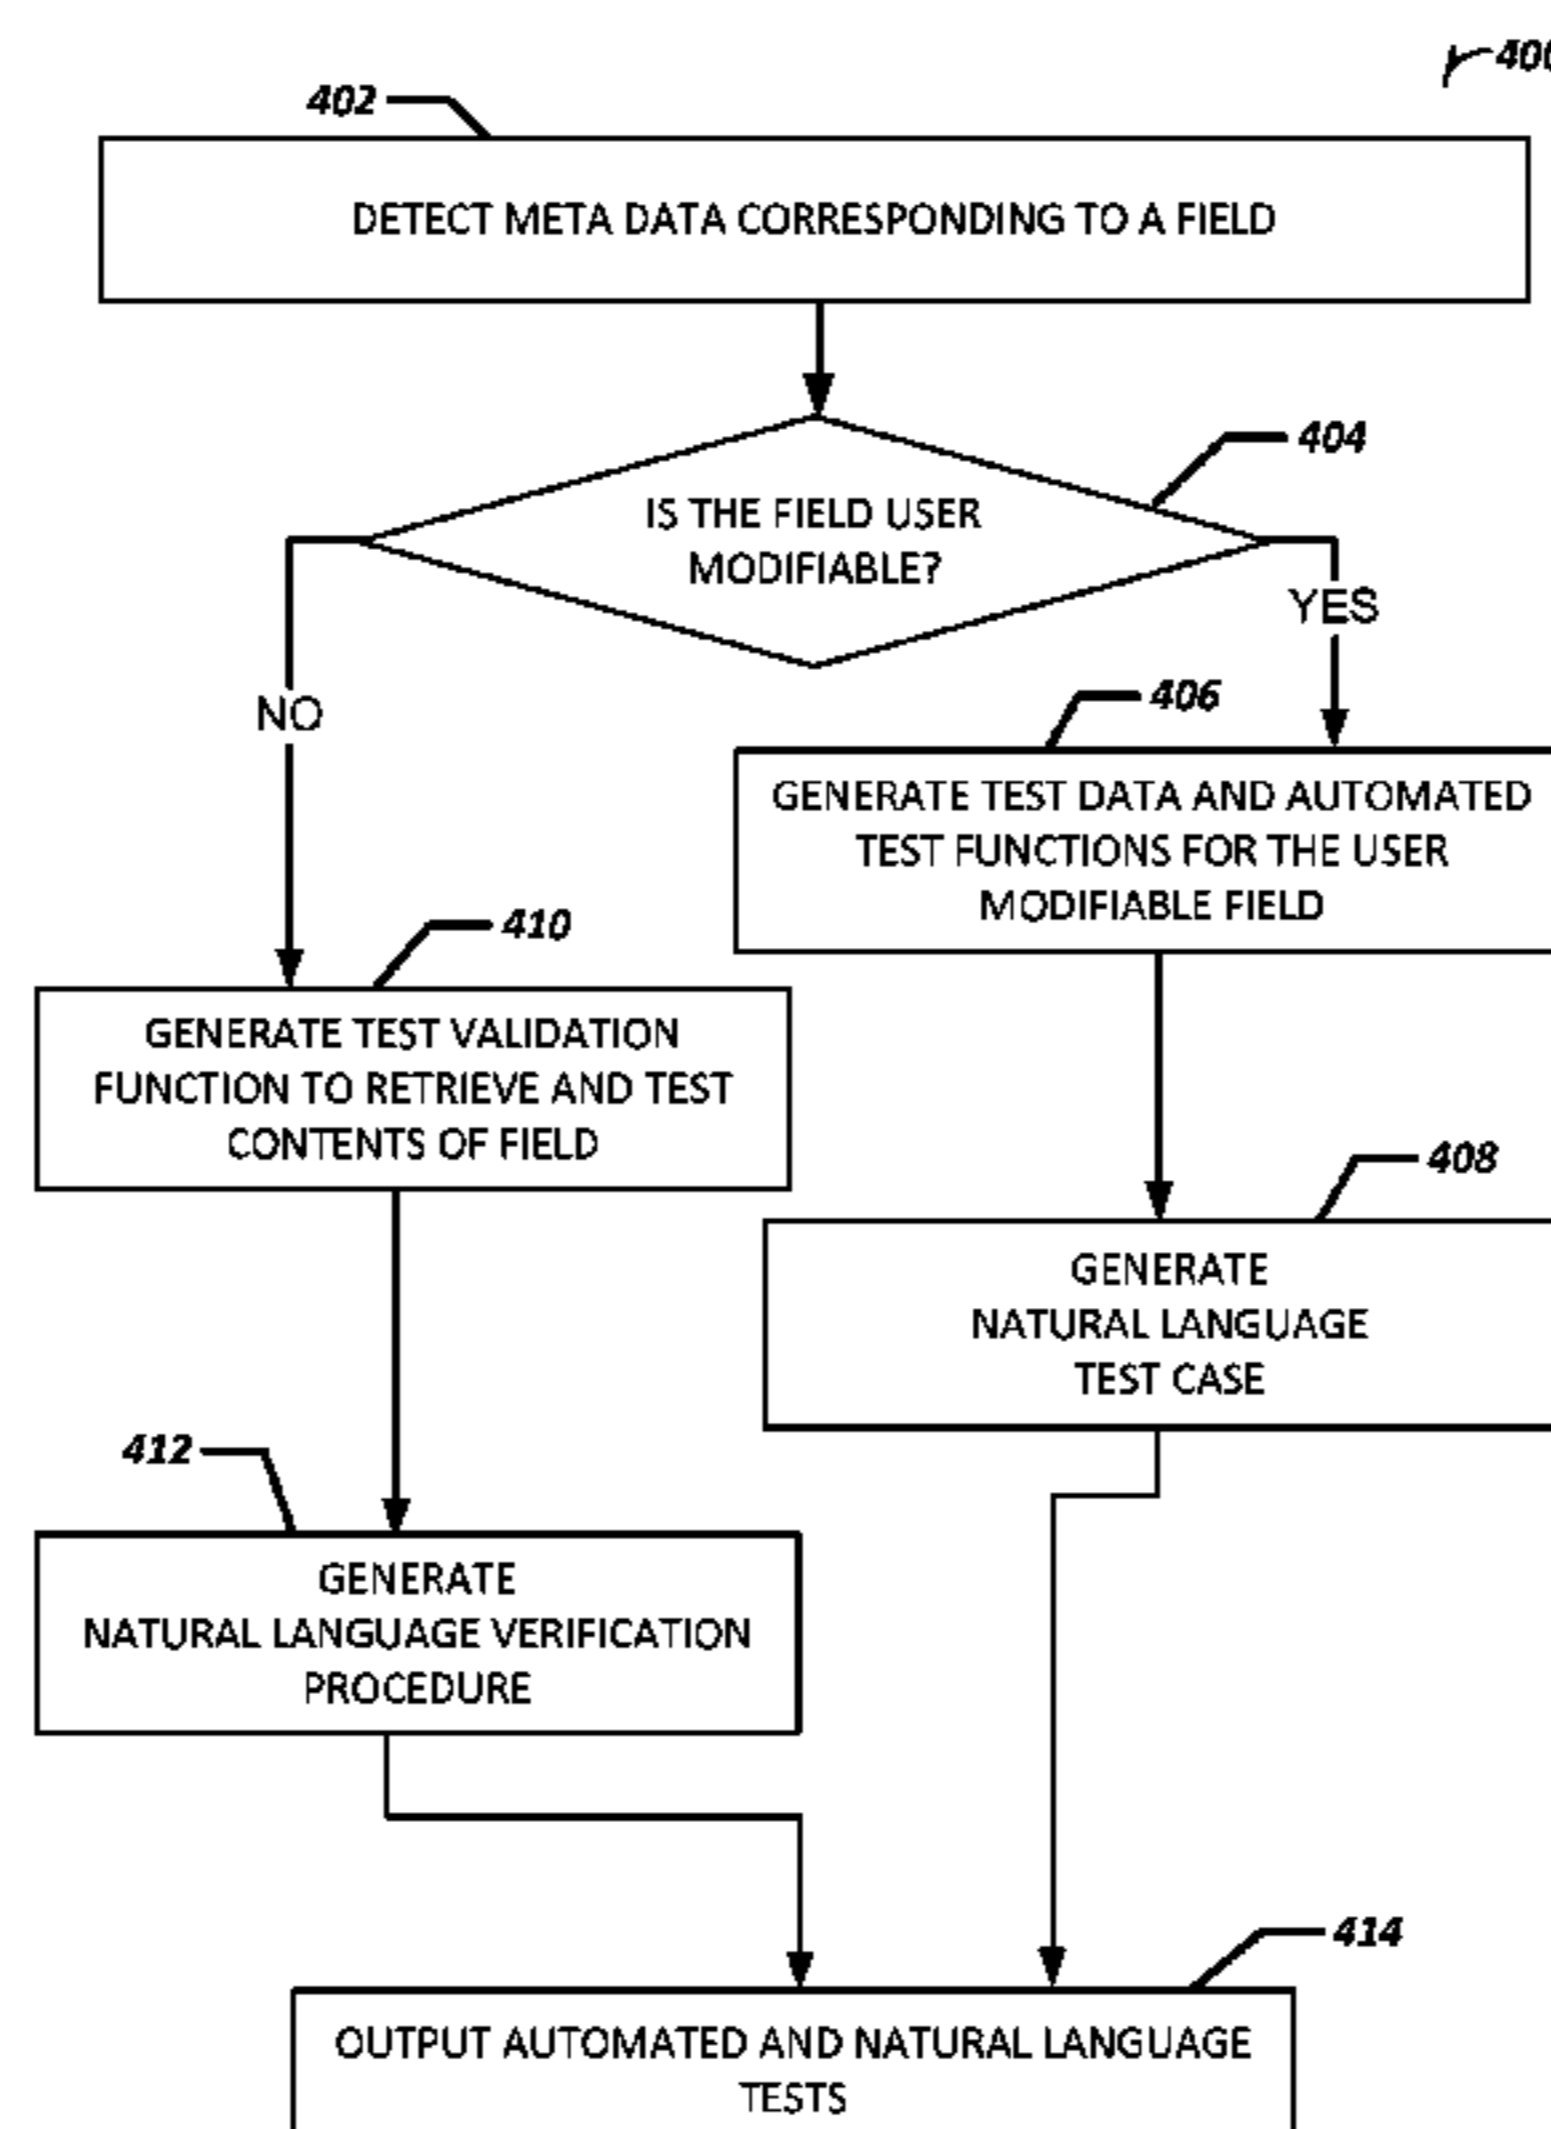 402
DETECT META DATA CORRESPONDING TO A FIELD
404
IS THE FIELD USER
MODIFIABLE?
YES
NO
406
GENERATE TEST DATA AND AUTOMATED
TEST FUNCTIONS FOR THE USER
MODIFIABLE FIELD
410
GENERATE TEST VALIDATION
FUNCTION TO RETRIEVE AND TEST
CONTENTS OF FIELD
408
GENERATE
NATURAL LANGUAGE
TEST CASE
412
GENERATE
NATURAL LANGUAGE VERIFICATION
PROCEDURE
414
OUTPUT AUTOMATED AND NATURAL LANGUAGE
TESTS